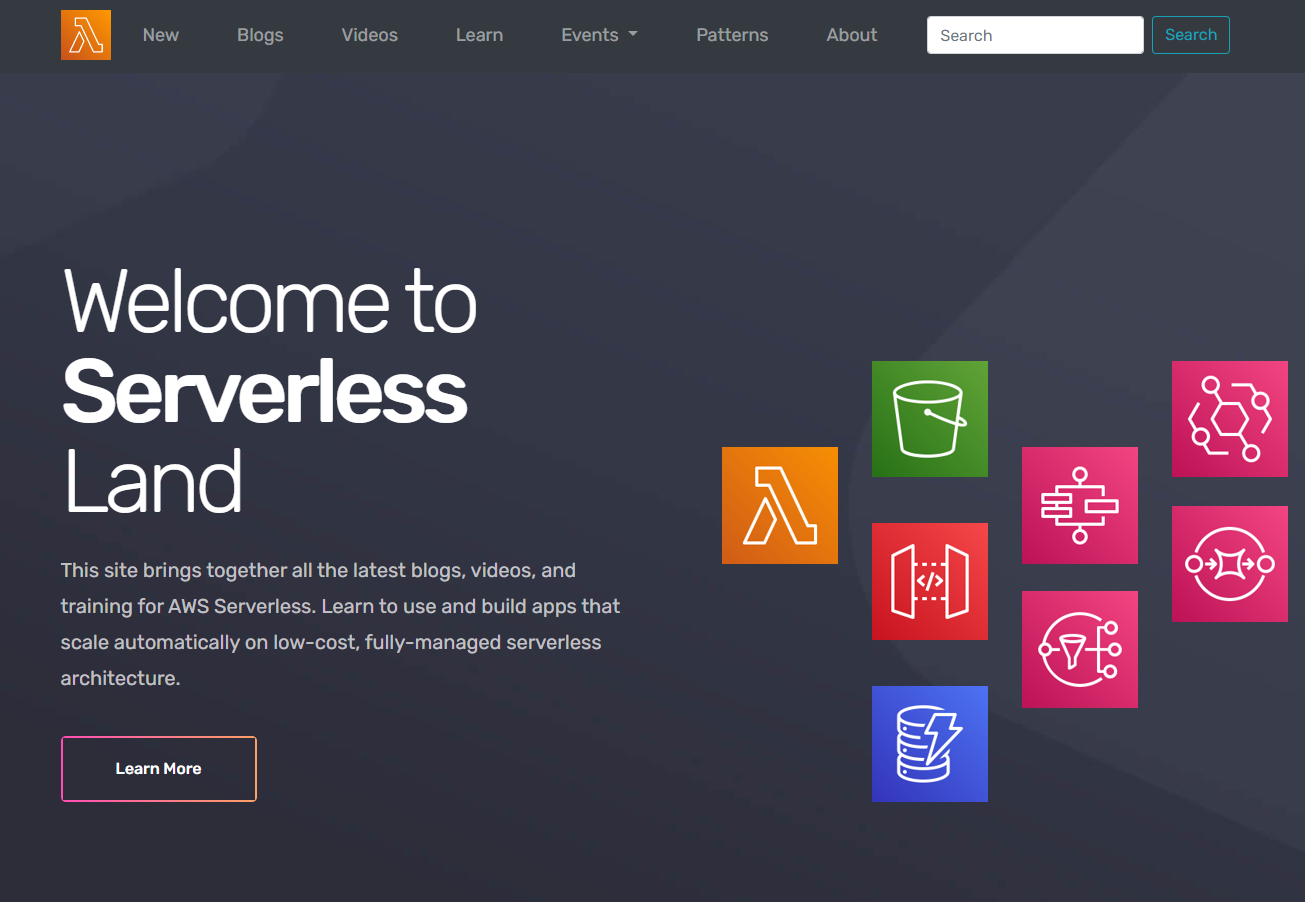 New Blogs Videos Learn Events Patterns About Search Search
Welcome to
Serverless
Land
This site brings together all the latest blogs, videos, and
training for AWS Serverless. Learn to use and build apps that
scale automatically on low-cost, fully-managed serverless
architecture.
Learn More
</>